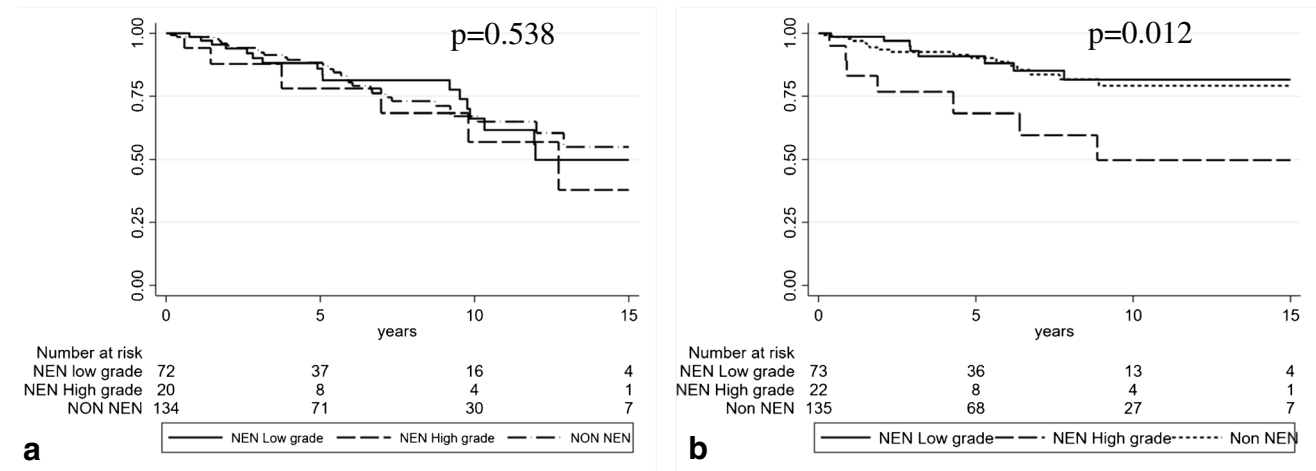 p=0.538
1.00
0.75
0.50
0.25
0.00
0 5 10 15
years
Number at risk
NEN low grade 72 37 16 4
NEN High grade 20 8 4 1
NON NEN 134 71 30 7
NEN Low grade NEN High grade NON NEN
a
p=0.012
1.00
0.75
0.50
0.25
0.00
0 5 10 15
years
Number at risk
NEN Low grade 73 36 13 4
NEN High grade 22 8 4 1
Non NEN 135 68 27 7
NEN Low grade NEN High grade Non NEN
b